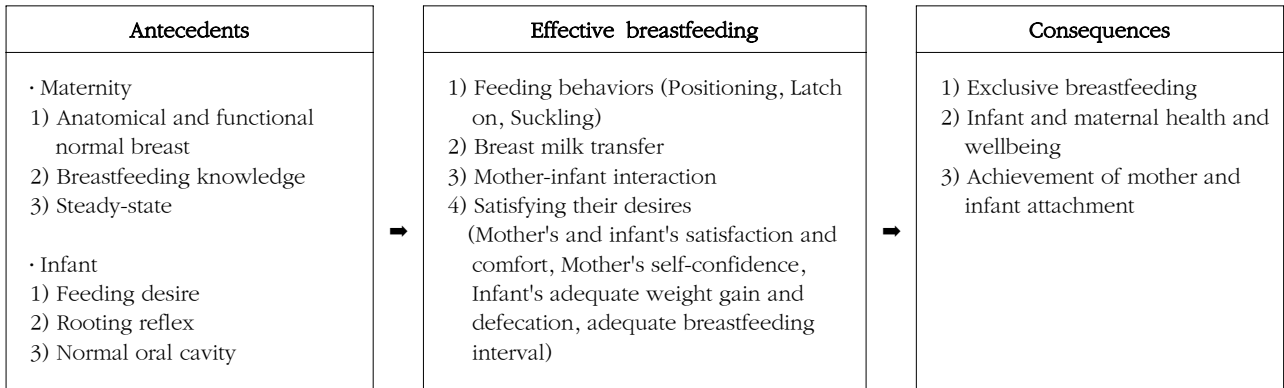 Antecedents
· Maternity
1) Anatomical and functional
normal breast
2) Breastfeeding knowledge
3) Steady-state
· Infant
1) Feeding desire
2) Rooting reflex
3) Normal oral cavity
➡
Effective breastfeeding
1) Feeding behaviors (Positioning, Latch
on, Suckling)
2) Breast milk transfer
3) Mother-infant interaction
4) Satisfying their desires
(Mother's and infant's satisfaction and
comfort, Mother's self-confidence,
Infant's adequate weight gain and
defecation, adequate breastfeeding
interval)
➡
Consequences
1) Exclusive breastfeeding
2) Infant and maternal health and
wellbeing
3) Achievement of mother and
infant attachment